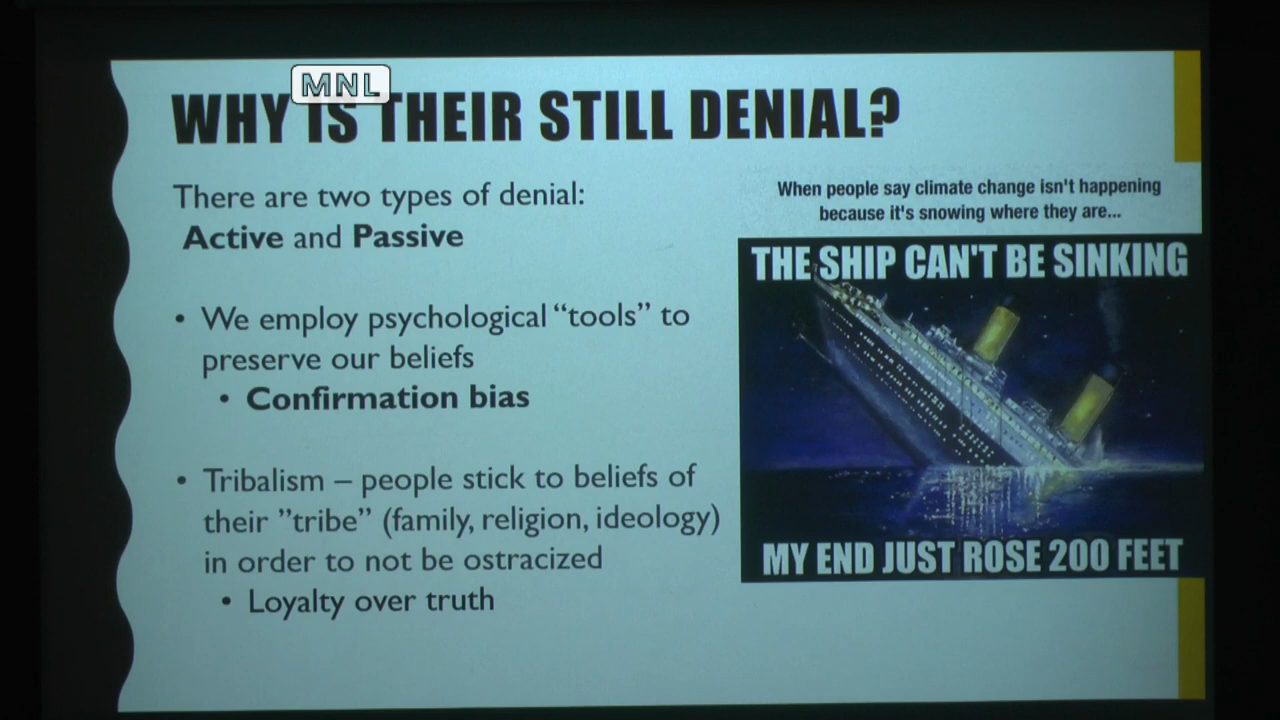 MNL
WHY IS THEIR STILL DENIAL?
There are two types of denial:
Active and Passive
• We employ psychological “tools” to
preserve our beliefs
• Confirmation bias
• Tribalism – people stick to beliefs of
their ”tribe” (family, religion, ideology)
in order to not be ostracized
• Loyalty over truth
When people say climate change isn't happening
because it's snowing where they are...
THE SHIP CAN'T BE SINKING
MY END JUST ROSE 200 FEET